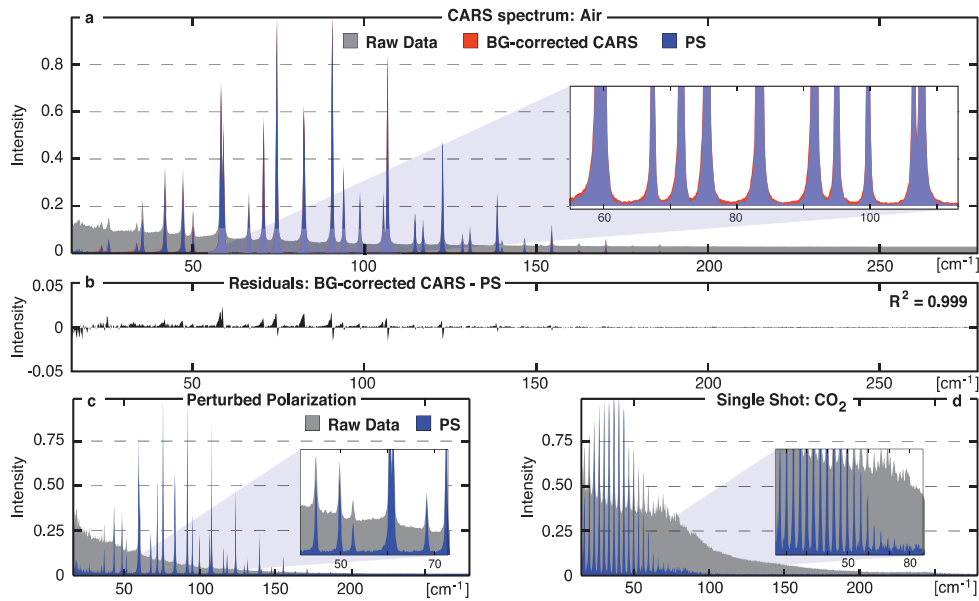 a CARS spectrum: Air
Raw Data BG-corrected CARS PS
0.8
0.6
0.4
0.2
0
Intensity
60 80 100
50 100 150 200 250 [cm-1]
b Residuals: BG-corrected CARS - PS
R2 = 0.999
0.05
0
-0.05
Intensity
50 100 150 200 250 [cm-1]
c Perturbed Polarization
Raw Data PS
0.75
0.50
0.25
0
Intensity
50 70
50 100 150 200 [cm-1]
Single Shot: CO2 d
0.75
0.50
0.25
0
Intensity
50 80
50 100 150 200 [cm-1]